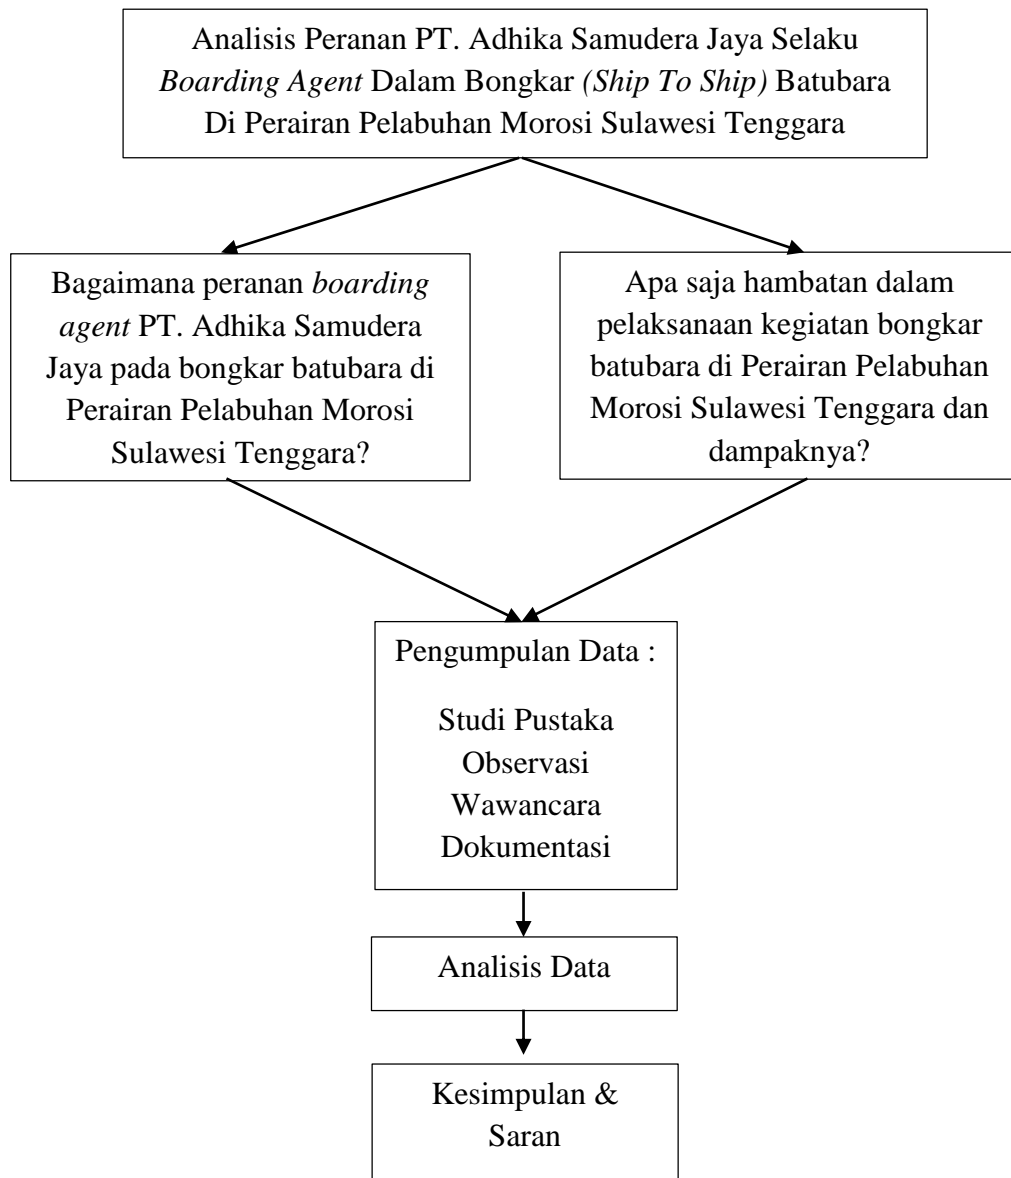 Analisis Peranan PT. Adhika Samudera Jaya Selaku
Boarding Agent Dalam Bongkar (Ship To Ship) Batubara
Di Perairan Pelabuhan Morosi Sulawesi Tenggara
Bagaimana peranan boarding
agent PT. Adhika Samudera
Jaya pada bongkar batubara di
Perairan Pelabuhan Morosi
Sulawesi Tenggara?
Apa saja hambatan dalam
pelaksanaan kegiatan bongkar
batubara di Perairan Pelabuhan
Morosi Sulawesi Tenggara dan
dampaknya?
Pengumpulan Data :
Studi Pustaka
Observasi
Wawancara
Dokumentasi
Analisis Data
Kesimpulan &
Saran